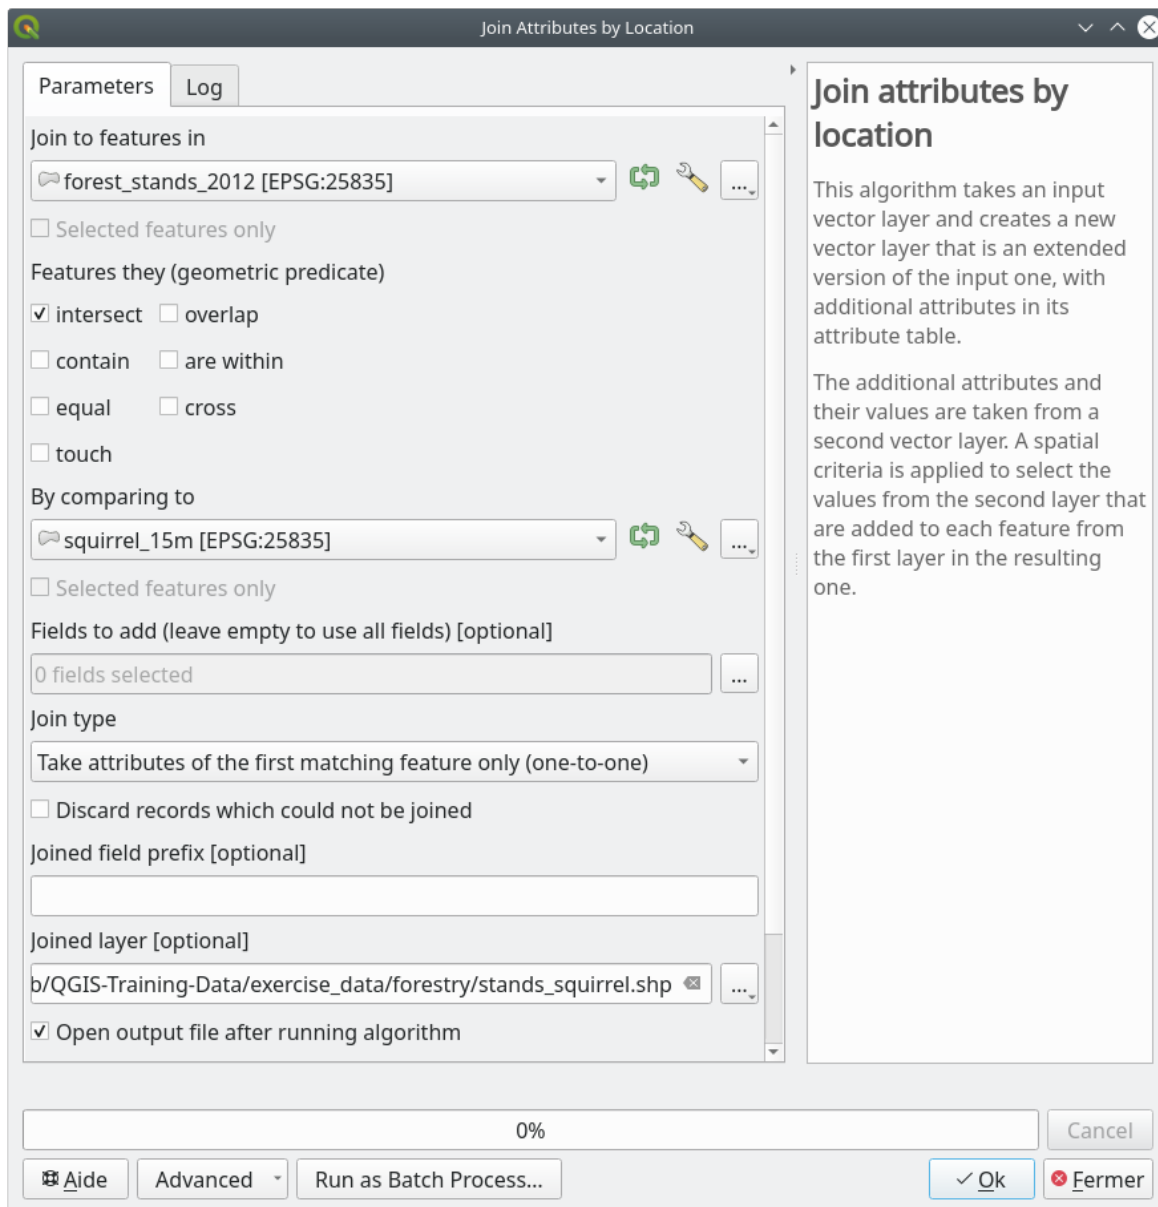 Join Attributes by Location
Parameters
Log
Join to features in
forest_stands_2012 [EPSG:25835]
...
Selected features only
Features they (geometric predicate)
intersect
overlap
contain
are within
equal
cross
touch
By comparing to
squirrel_15m [EPSG:25835]
...
Selected features only
Fields to add (leave empty to use all fields) [optional]
0 fields selected
...
Join type
Take attributes of the first matching feature only (one-to-one)
Discard records which could not be joined
Joined field prefix [optional]
Joined layer [optional]
b/QGIS-Training-Data/exercise_data/forestry/stands_squirrel.shp
...
Open output file after running algorithm
Join attributes by
location
This algorithm takes an input
vector layer and creates a new
vector layer that is an extended
version of the input one, with
additional attributes in its
attribute table.
The additional attributes and
their values are taken from a
second vector layer. A spatial
criteria is applied to select the
values from the second layer that
are added to each feature from
the first layer in the resulting
one.
0%
Cancel
Aide
Advanced
Run as Batch Process...
Ok
Fermer